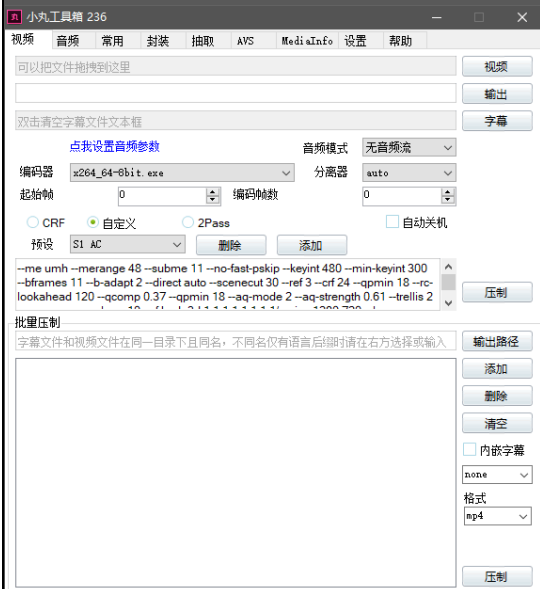 丸 小丸工具箱 236
视频 音频 常用 封装 抽取 AVS MediaInfo 设置 帮助
可以把文件拖拽到这里 视频
输出
双击清空字幕文件文本框 字幕
点我设置音频参数 音频模式 无音频流
编码器 x264_64-8bit.exe 分离器 auto
起始帧 0 编码帧数 0
CRF 自定义 2Pass 自动关机
预设 S1 AC 删除 添加
--me umh --merange 48 --subme 11 --no-fast-pskip --keyint 480 --min-keyint 300
--bframes 11 --b-adapt 2 --direct auto --scenecut 30 --ref 3 --crf 24 --qpmin 18 --rc-
lookahead 120 --qcomp 0.37 --qpmin 18 --aq-mode 2 --aq-strength 0.61 --trellis 2
压制
批量压制
字幕文件和视频文件在同一目录下且同名，不同名仅有语言后缀时请在右方选择或输入 输出路径
添加
删除
清空
内嵌字幕
none
格式
mp4
压制